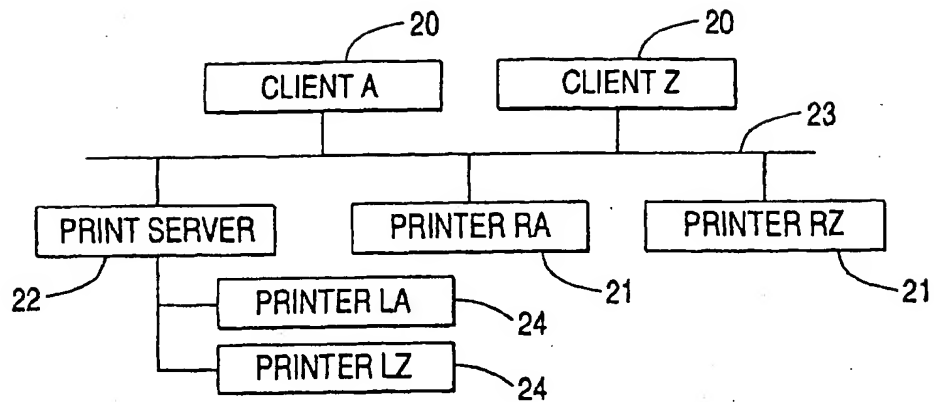 20 20
CLIENT A CLIENT Z
23
PRINT SERVER PRINTER RA PRINTER RZ
22 PRINTER LA 24 21 21
PRINTER LZ 24